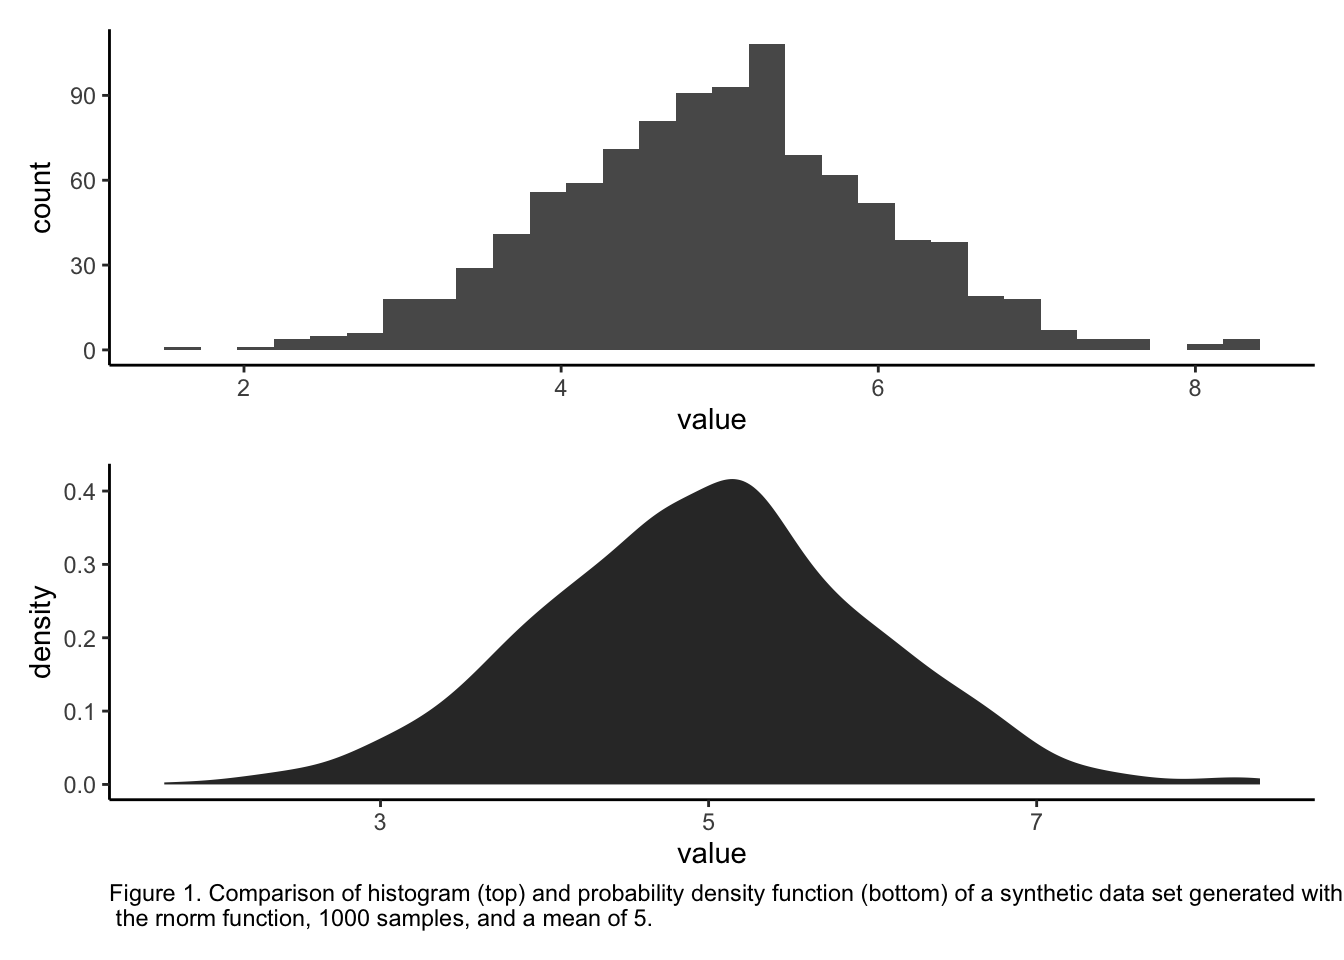 count
90
60
30
0
2 4 6 8
value
density
0.4
0.3
0.2
0.1
0.0
3 5 7
value
Figure 1. Comparison of histogram (top) and probability density function (bottom) of a synthetic data set generated with
the rnorm function, 1000 samples, and a mean of 5.